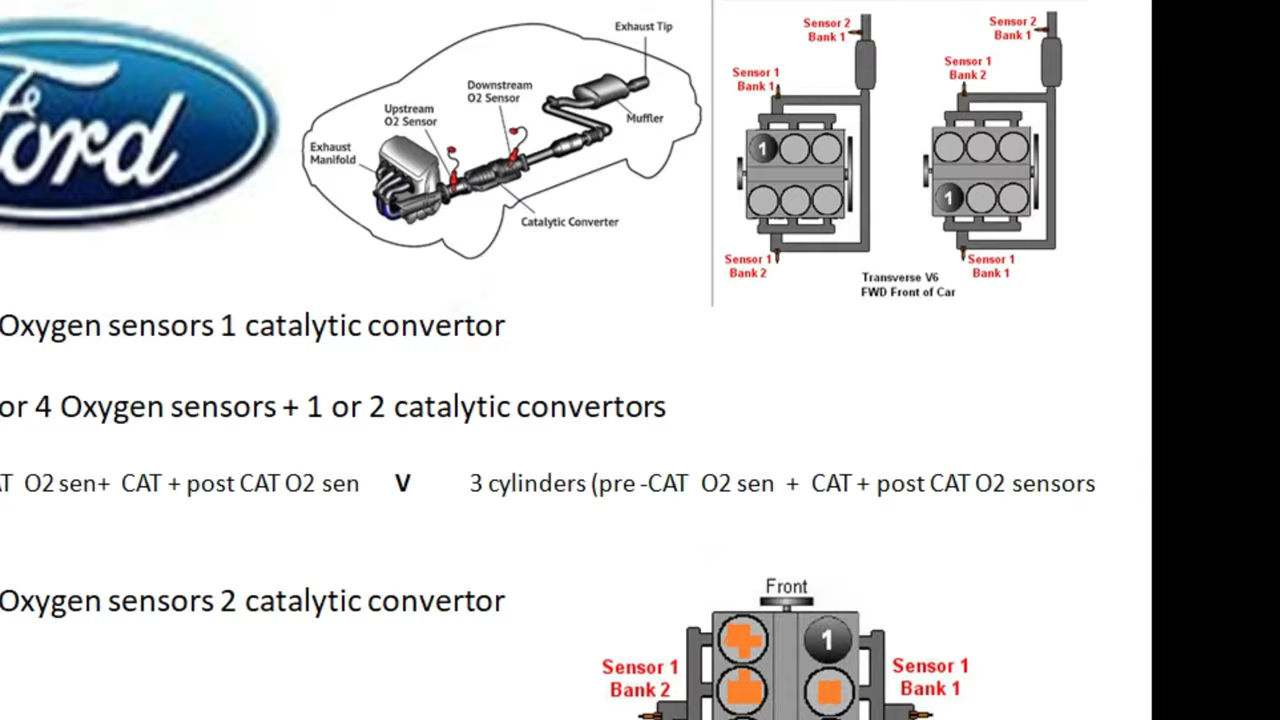 Ford
Exhaust Tip
Downstream
O2 Sensor
Upstream
O2 Sensor
Muffler
Exhaust
Manifold
Catalytic Converter
Sensor 2
Bank 1
Sensor 1
Bank 1
1
Sensor 1
Bank 2
Sensor 2
Bank 1
Sensor 1
Bank 2
1
Sensor 1
Bank 1
Transverse V6
FWD Front of Car
Oxygen sensors 1 catalytic convertor
or 4 Oxygen sensors + 1 or 2 catalytic convertors
AT O2 sen+ CAT + post CAT O2 sen V 3 cylinders (pre -CAT O2 sen + CAT + post CAT O2 sensors
Oxygen sensors 2 catalytic convertor
Front
1
Sensor 1
Bank 2
Sensor 1
Bank 1